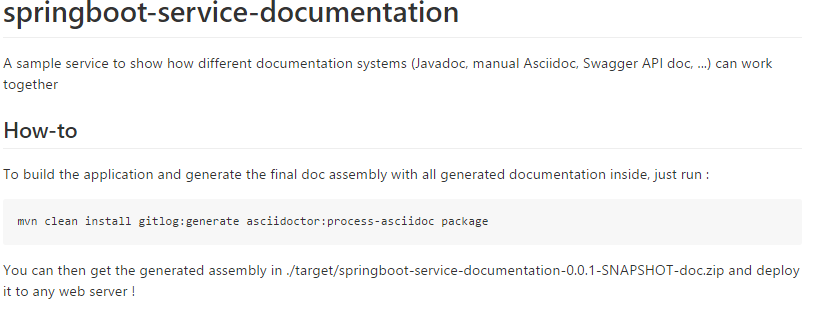 springboot-service-documentation
A sample service to show how different documentation systems (Javadoc, manual Asciidoc, Swagger API doc, ...) can work
together
How-to
To build the application and generate the final doc assembly with all generated documentation inside, just run :
mvn clean install gitlog:generate asciidoctor:process-asciidoc package
You can then get the generated assembly in ./target/springboot-service-documentation-0.0.1-SNAPSHOT-doc.zip and deploy
it to any web server !